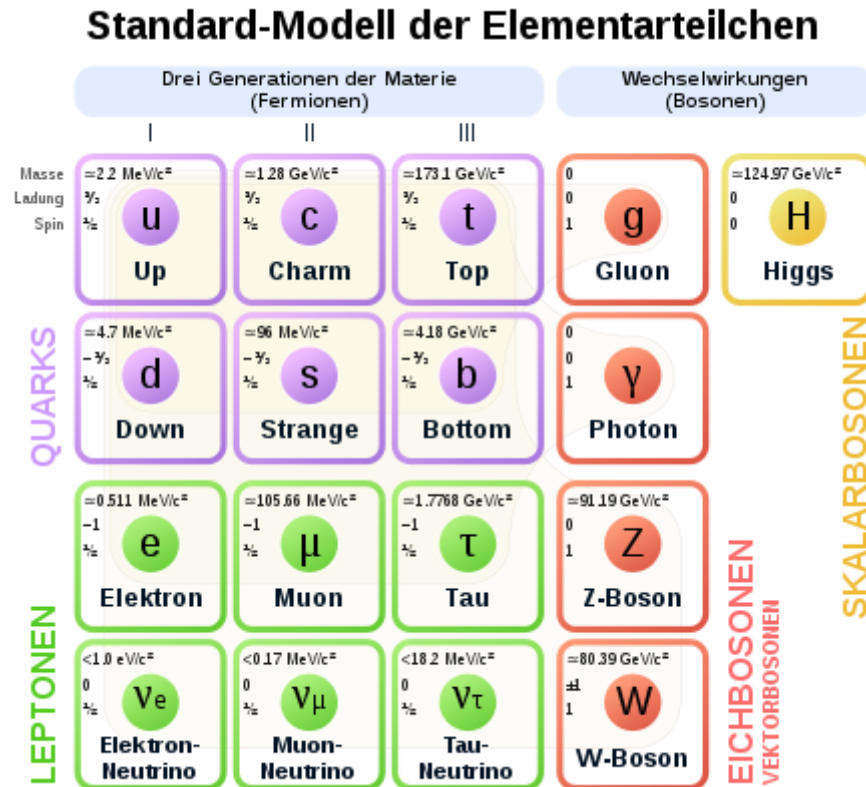 Standard-Modell der Elementarteilchen
Drei Generationen der Materie
(Fermionen)
Wechselwirkungen
(Bosonen)
I
II
III
Masse
Ladung
Spin
≃2.2 MeV/c²
⅔
½
u
Up
≃1.28 GeV/c²
⅔
½
c
Charm
≃173.1 GeV/c²
⅔
½
t
Top
0
0
1
g
Gluon
≃124.97 GeV/c²
0
0
H
Higgs
QUARKS
≃4.7 MeV/c²
−⅓
½
d
Down
≃96 MeV/c²
−⅓
½
s
Strange
≃4.18 GeV/c²
−⅓
½
b
Bottom
0
0
1
γ
Photon
SKALARBOSONEN
LEPTONEN
≃0.511 MeV/c²
−1
½
e
Elektron
≃105.66 MeV/c²
−1
½
μ
Muon
≃1.7768 GeV/c²
−1
½
τ
Tau
≃91.19 GeV/c²
0
1
Z
Z-Boson
<1.0 eV/c²
0
½
νe
Elektron-
Neutrino
<0.17 MeV/c²
0
½
νμ
Muon-
Neutrino
<18.2 MeV/c²
0
½
ντ
Tau-
Neutrino
≃80.39 GeV/c²
±1
1
W
W-Boson
EICHBOSONEN
VEKTORBOSONEN